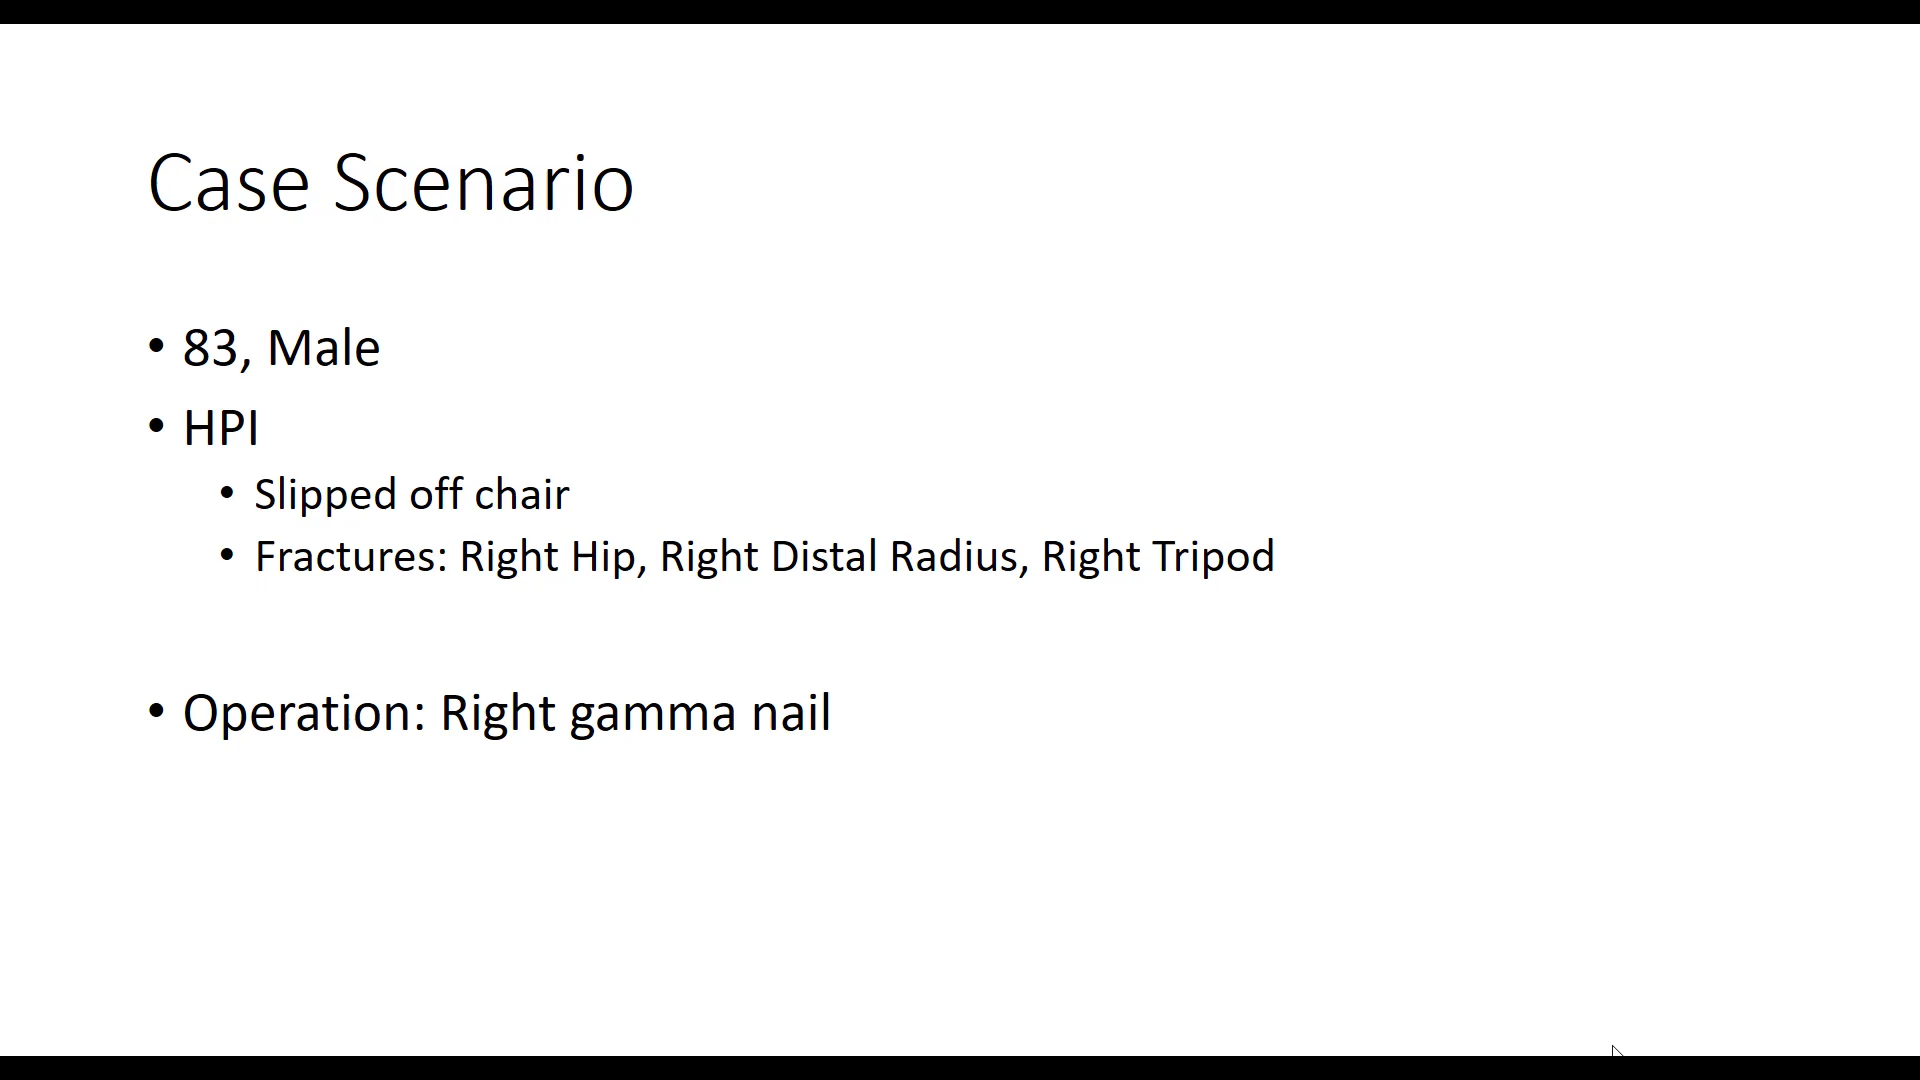 Case Scenario
• 83, Male
• HPI
• Slipped off chair
• Fractures: Right Hip, Right Distal Radius, Right Tripod
• Operation: Right gamma nail